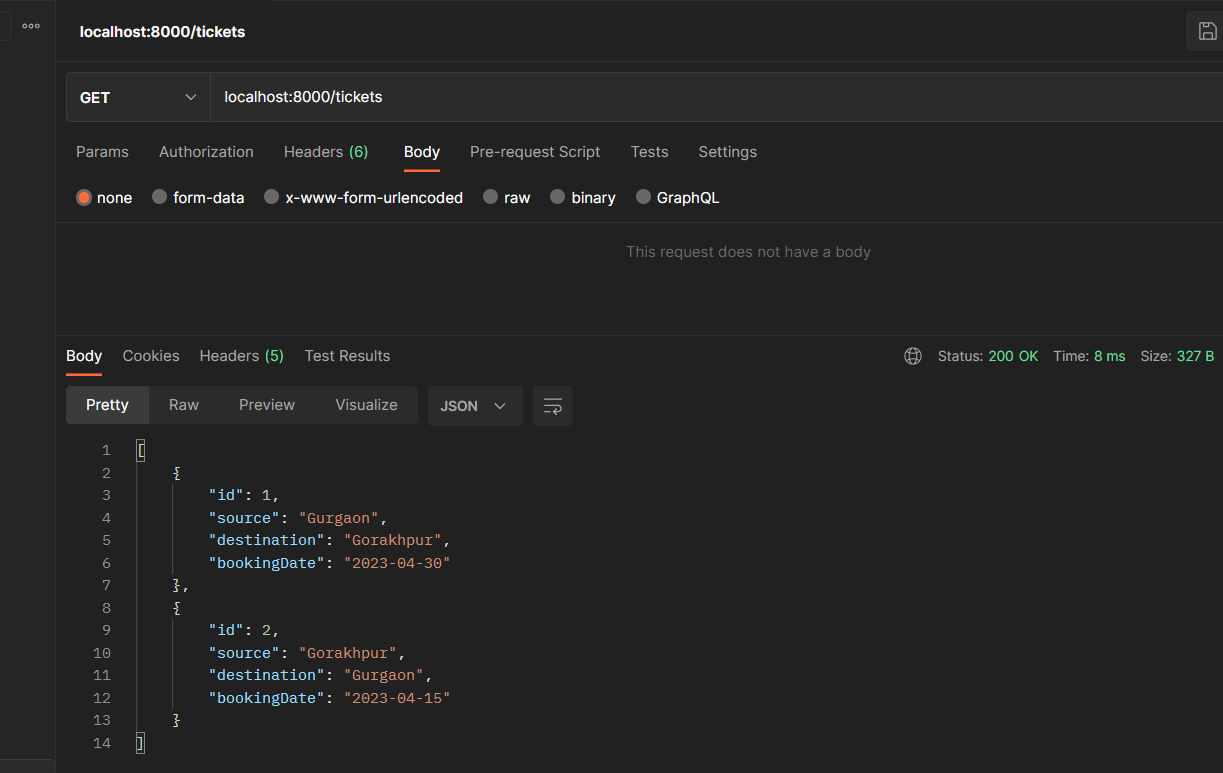 localhost:8000/tickets
GET localhost:8000/tickets
Params Authorization Headers (6) Body Pre-request Script Tests Settings
none form-data x-www-form-urlencoded raw binary GraphQL
This request does not have a body
Body Cookies Headers (5) Test Results Status: 200 OK Time: 8 ms Size: 327 B
Pretty Raw Preview Visualize JSON
1 [
2 {
3 "id": 1,
4 "source": "Gurgaon",
5 "destination": "Gorakhpur",
6 "bookingDate": "2023-04-30"
7 },
8 {
9 "id": 2,
10 "source": "Gorakhpur",
11 "destination": "Gurgaon",
12 "bookingDate": "2023-04-15"
13 }
14 ]